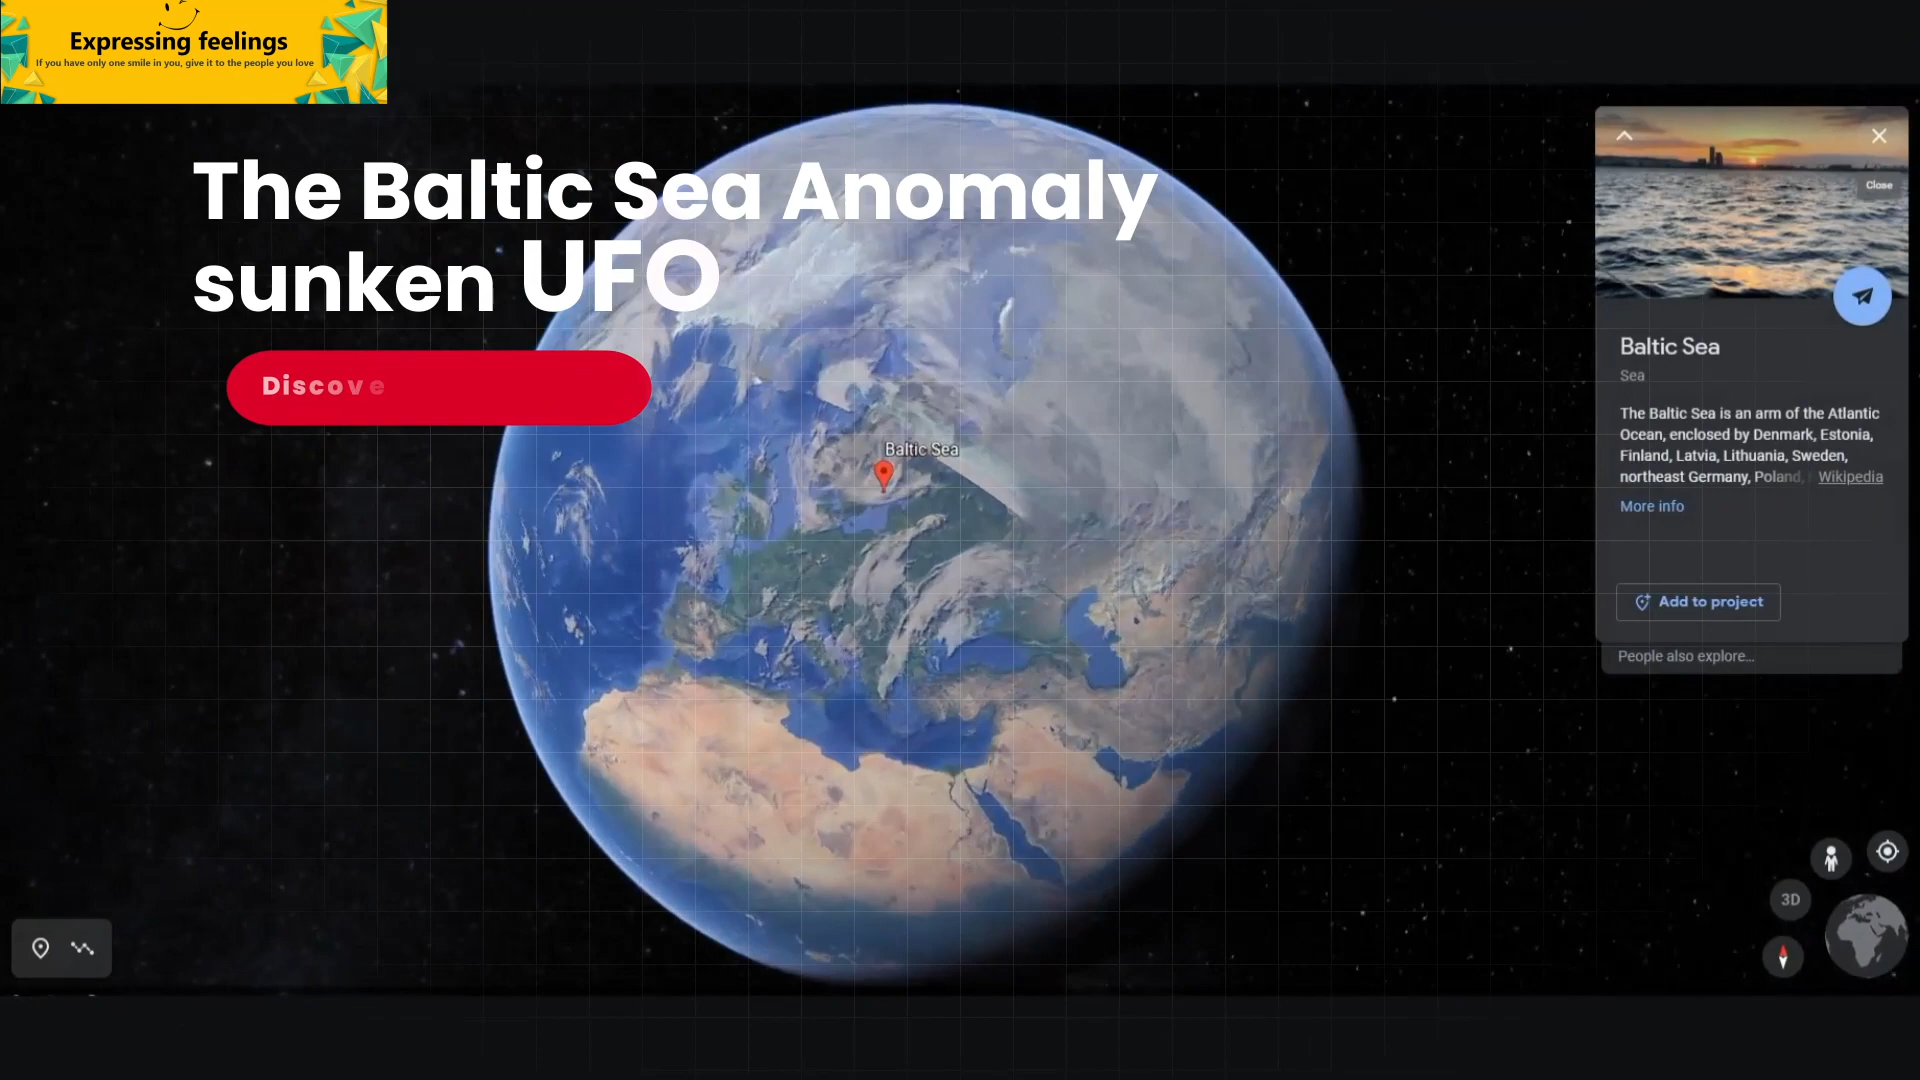 Expressing feelings
If you have only one smile in you, give it to the people you love
The Baltic Sea Anomaly
sunken UFO
Discove
Baltic Sea
Close
Baltic Sea
Sea
The Baltic Sea is an arm of the Atlantic
Ocean, enclosed by Denmark, Estonia,
Finland, Latvia, Lithuania, Sweden,
northeast Germany, Poland, Wikipedia
More info
Add to project
People also explore...
3D